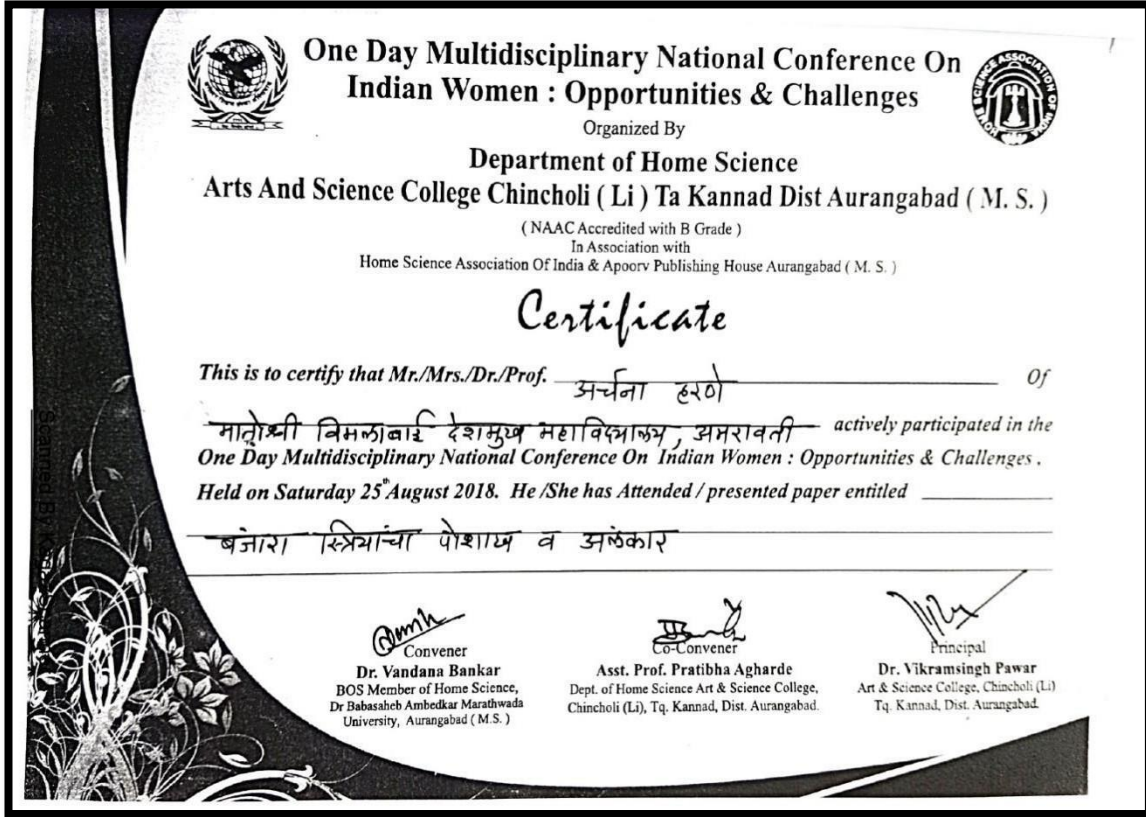 One Day Multidisciplinary National Conference On
Indian Women : Opportunities & Challenges
Organized By
Department of Home Science
Arts And Science College Chincholi ( Li ) Ta Kannad Dist Aurangabad ( M. S. )
( NAAC Accredited with B Grade )
In Association with
Home Science Association Of India & Apoorv Publishing House Aurangabad ( M. S. )
Certificate
This is to certify that Mr./Mrs./Dr./Prof. अर्चना हरणे Of
मातोश्री विमलाबाई देशमुख महाविद्यालय, अमरावती actively participated in the
One Day Multidisciplinary National Conference On Indian Women : Opportunities & Challenges .
Held on Saturday 25th August 2018. He /She has Attended / presented paper entitled
बंजारा स्त्रियांचा पोशाख व अलंकार
Convener
Dr. Vandana Bankar
BOS Member of Home Science,
Dr Babasaheb Ambedkar Marathwada
University, Aurangabad ( M.S. )
Co-Convener
Asst. Prof. Pratibha Agharde
Dept. of Home Science Art & Science College,
Chincholi (Li), Tq. Kannad, Dist. Aurangabad.
Principal
Dr. Vikramsingh Pawar
Art & Science College, Chincholi (Li)
Tq. Kannad, Dist. Aurangabad.
HOME SCIENCE ASSOCIATION OF INDIA
Scanned By